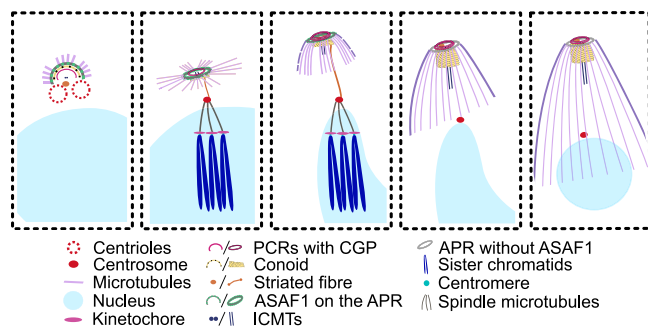 Centrioles
Centrosome
Microtubules
Nucleus
Kinetochore
PCRs with CGP
Conoid
Striated fibre
ASAF1 on the APR
ICMTs
APR without ASAF1
Sister chromatids
Centromere
Spindle microtubules